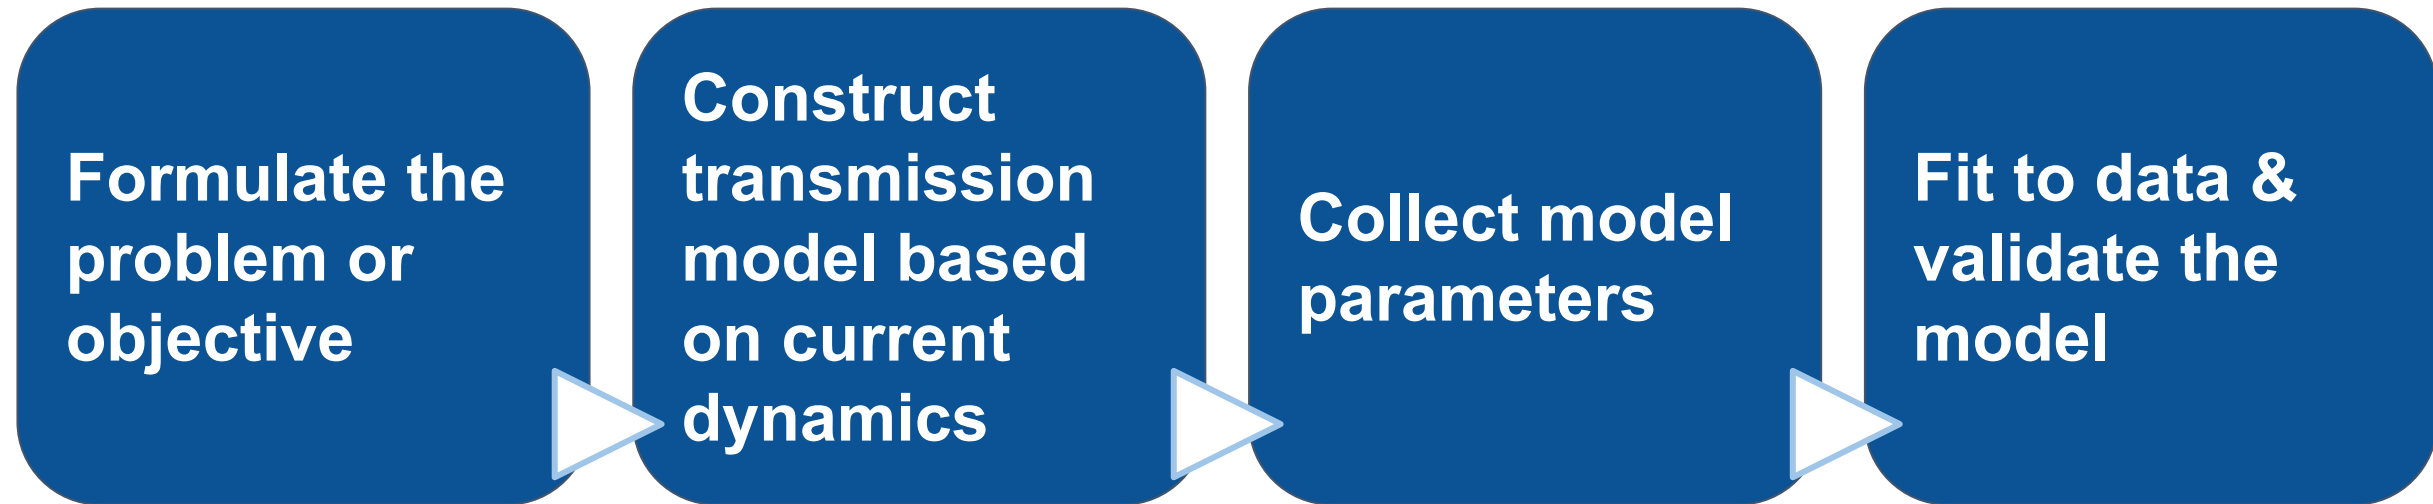 Formulate the
problem or
objective
Construct
transmission
model based
on current
dynamics
Collect model
parameters
Fit to data &
validate the
model